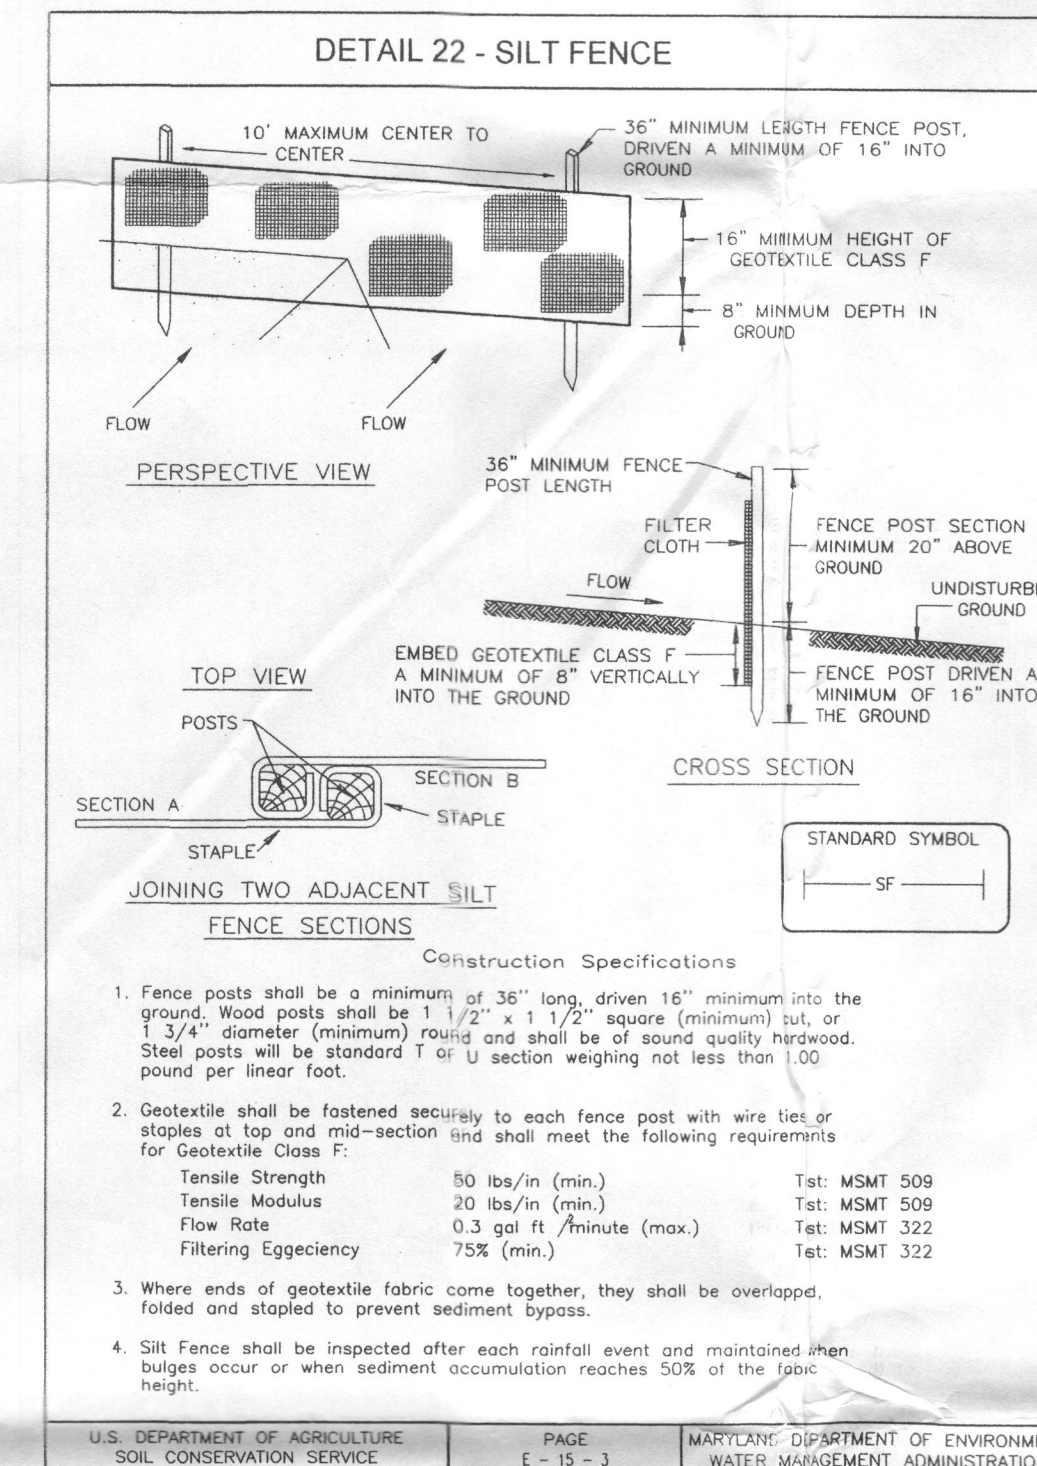 DETAIL 22 - SILT FENCE
10' MAXIMUM CENTER TO
CENTER
36" MINIMUM LENGTH FENCE POST,
DRIVEN A MINIMUM OF 16" INTO
GROUND
16" MINIMUM HEIGHT OF
GEOTEXTILE CLASS F
8" MINMUM DEPTH IN
GROUND
FLOW
FLOW
PERSPECTIVE VIEW
36" MINIMUM FENCE
POST LENGTH
FILTER
CLOTH
FENCE POST SECTION
MINIMUM 20" ABOVE
GROUND
FLOW
UNDISTURBE
GROUND
EMBED GEOTEXTILE CLASS F
A MINIMUM OF 8" VERTICALLY
INTO THE GROUND
FENCE POST DRIVEN A
MINIMUM OF 16" INTO
THE GROUND
CROSS SECTION
TOP VIEW
POSTS
SECTION B
SECTION A
STAPLE
STAPLE
JOINING TWO ADJACENT SILT
FENCE SECTIONS
STANDARD SYMBOL
SF
Construction Specifications
1. Fence posts shall be a minimum of 36" long, driven 16" minimum into the
ground. Wood posts shall be 1 1/2" x 1 1/2" square (minimum) cut, or
1 3/4" diameter (minimum) round and shall be of sound quality hardwood.
Steel posts will be standard T or U section weighing not less than 1.00
pound per linear foot.
2. Geotextile shall be fastened securely to each fence post with wire ties or
staples at top and mid-section and shall meet the following requirements
for Geotextile Class F:
Tensile Strength 50 lbs/in (min.) Test: MSMT 509
Tensile Modulus 20 lbs/in (min.) Test: MSMT 509
Flow Rate 0.3 gal ft²/minute (max.) Test: MSMT 322
Filtering Eggeciency 75% (min.) Test: MSMT 322
3. Where ends of geotextile fabric come together, they shall be overlapped,
folded and stapled to prevent sediment bypass.
4. Silt Fence shall be inspected after each rainfall event and maintained when
bulges occur or when sediment accumulation reaches 50% of the fabic
height.
U.S. DEPARTMENT OF AGRICULTURE
SOIL CONSERVATION SERVICE
PAGE
E - 15 - 3
MARYLAND DEPARTMENT OF ENVIRONME
WATER MANAGEMENT ADMINISTRATIO